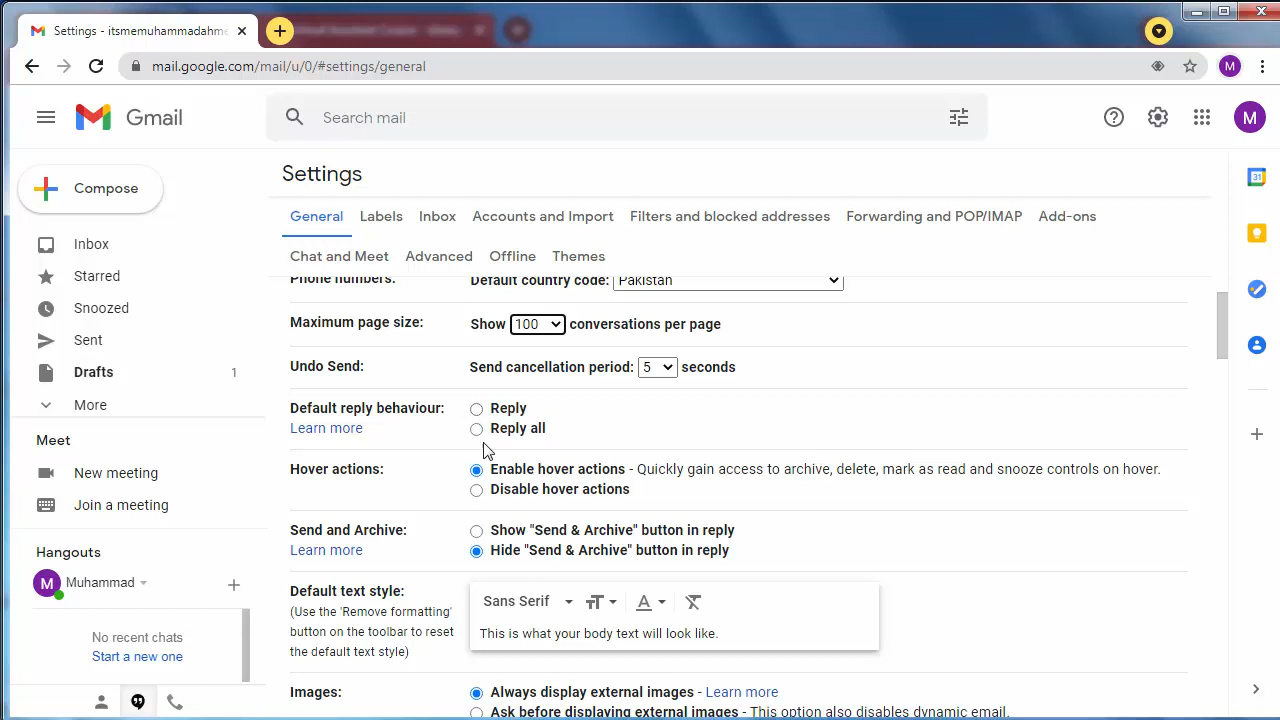 Settings - itsmemuhammadahme
mail.google.com/mail/u/0/#settings/general
M
Gmail
Search mail
M
Compose
Inbox
Starred
Snoozed
Sent
Drafts 1
More
Meet
New meeting
Join a meeting
Hangouts
M Muhammad
No recent chats
Start a new one
Settings
General Labels Inbox Accounts and Import Filters and blocked addresses Forwarding and POP/IMAP Add-ons
Chat and Meet Advanced Offline Themes
Phone numbers: Default country code: Pakistan
Maximum page size: Show 100 conversations per page
Undo Send: Send cancellation period: 5 seconds
Default reply behaviour: Reply
Learn more Reply all
Hover actions: Enable hover actions - Quickly gain access to archive, delete, mark as read and snooze controls on hover.
Disable hover actions
Send and Archive: Show "Send & Archive" button in reply
Learn more Hide "Send & Archive" button in reply
Default text style:
(Use the 'Remove formatting'
button on the toolbar to reset
the default text style)
Sans Serif
This is what your body text will look like.
Images: Always display external images - Learn more
Ask before displaying external images - This option also disables dynamic email.
31